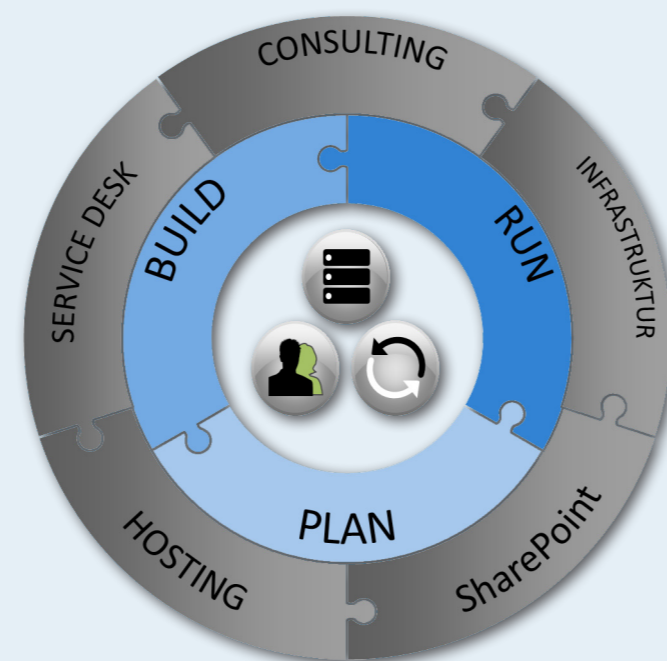 CONSULTING
INFRASTRUKTUR
SharePoint
HOSTING
SERVICE DESK
BUILD
RUN
PLAN